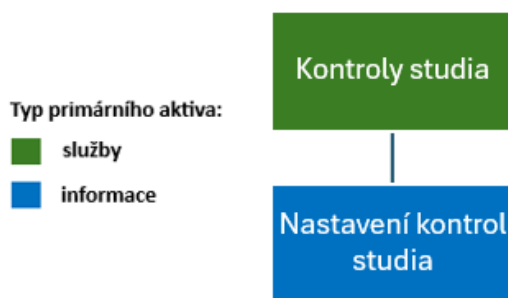 Kontroly studia
Typ primárního aktiva:
služby
informace
Nastavení kontrol
studia